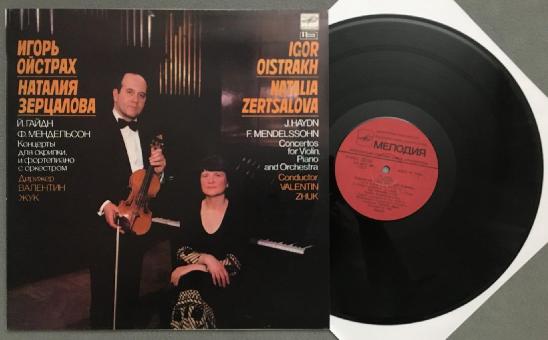 ИГОРЬ
ОЙСТРАХ
НАТАЛИЯ
ЗЕРЦАЛОВА
Й. ГАЙДН
Ф. МЕНДЕЛЬСОН
Концерты
для скрипки,
и фортепиано
с оркестром
Дирижер
ВАЛЕНТИН
ЖУК
IGOR
OISTRAKH
NATALIA
ZERTSALOVA
J. HAYDN
F. MENDELSSOHN
Concertos
for Violin,
Piano
and Orchestra
Conductor
VALENTIN
ZHUK
МЕЛОДИЯ